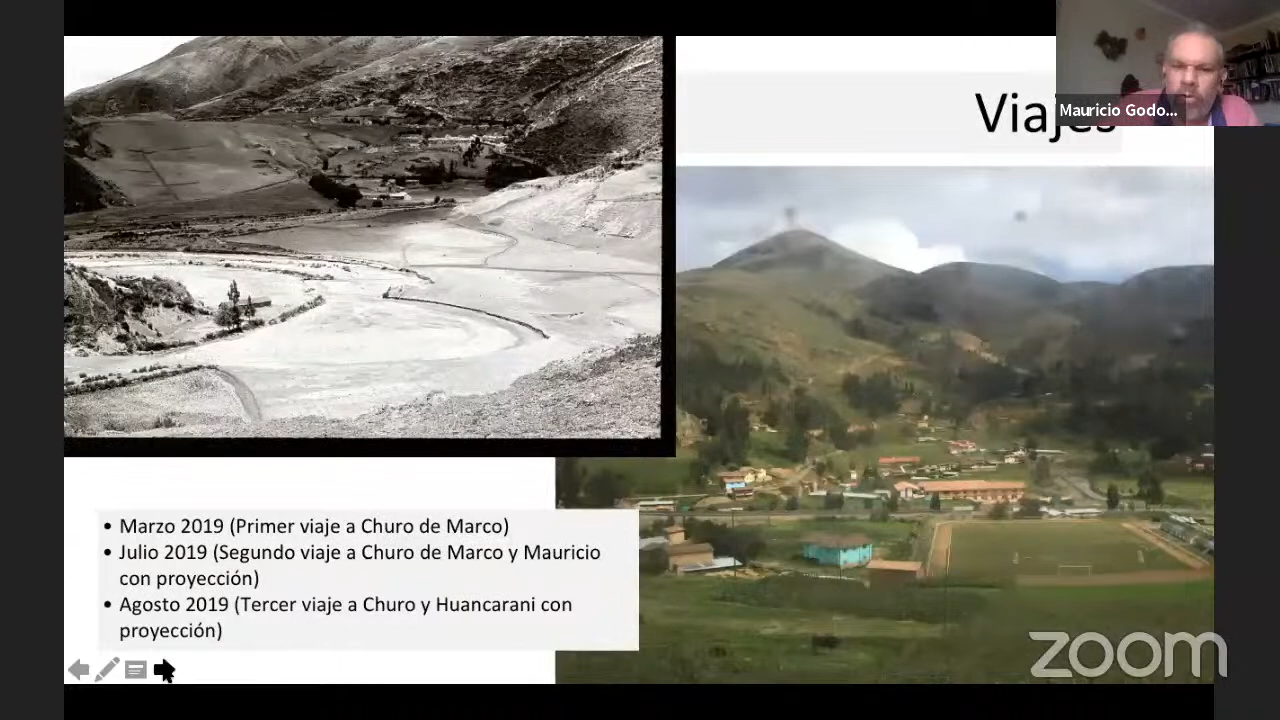 Viajes
Mauricio Godo...
• Marzo 2019 (Primer viaje a Churo de Marco)
• Julio 2019 (Segundo viaje a Churo de Marco y Mauricio
con proyección)
• Agosto 2019 (Tercer viaje a Churo y Huancarani con
proyección)
zoom